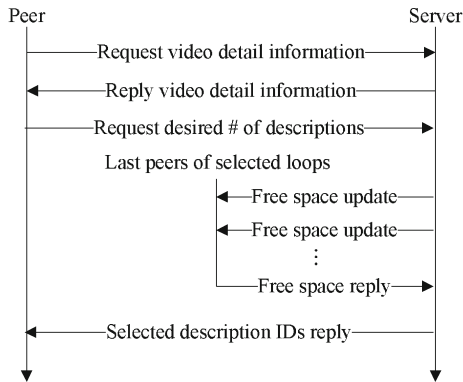 Peer
Server
Request video detail information
Reply video detail information
Request desired # of descriptions
Last peers of selected loops
Free space update
Free space update
⋮
Free space reply
Selected description IDs reply